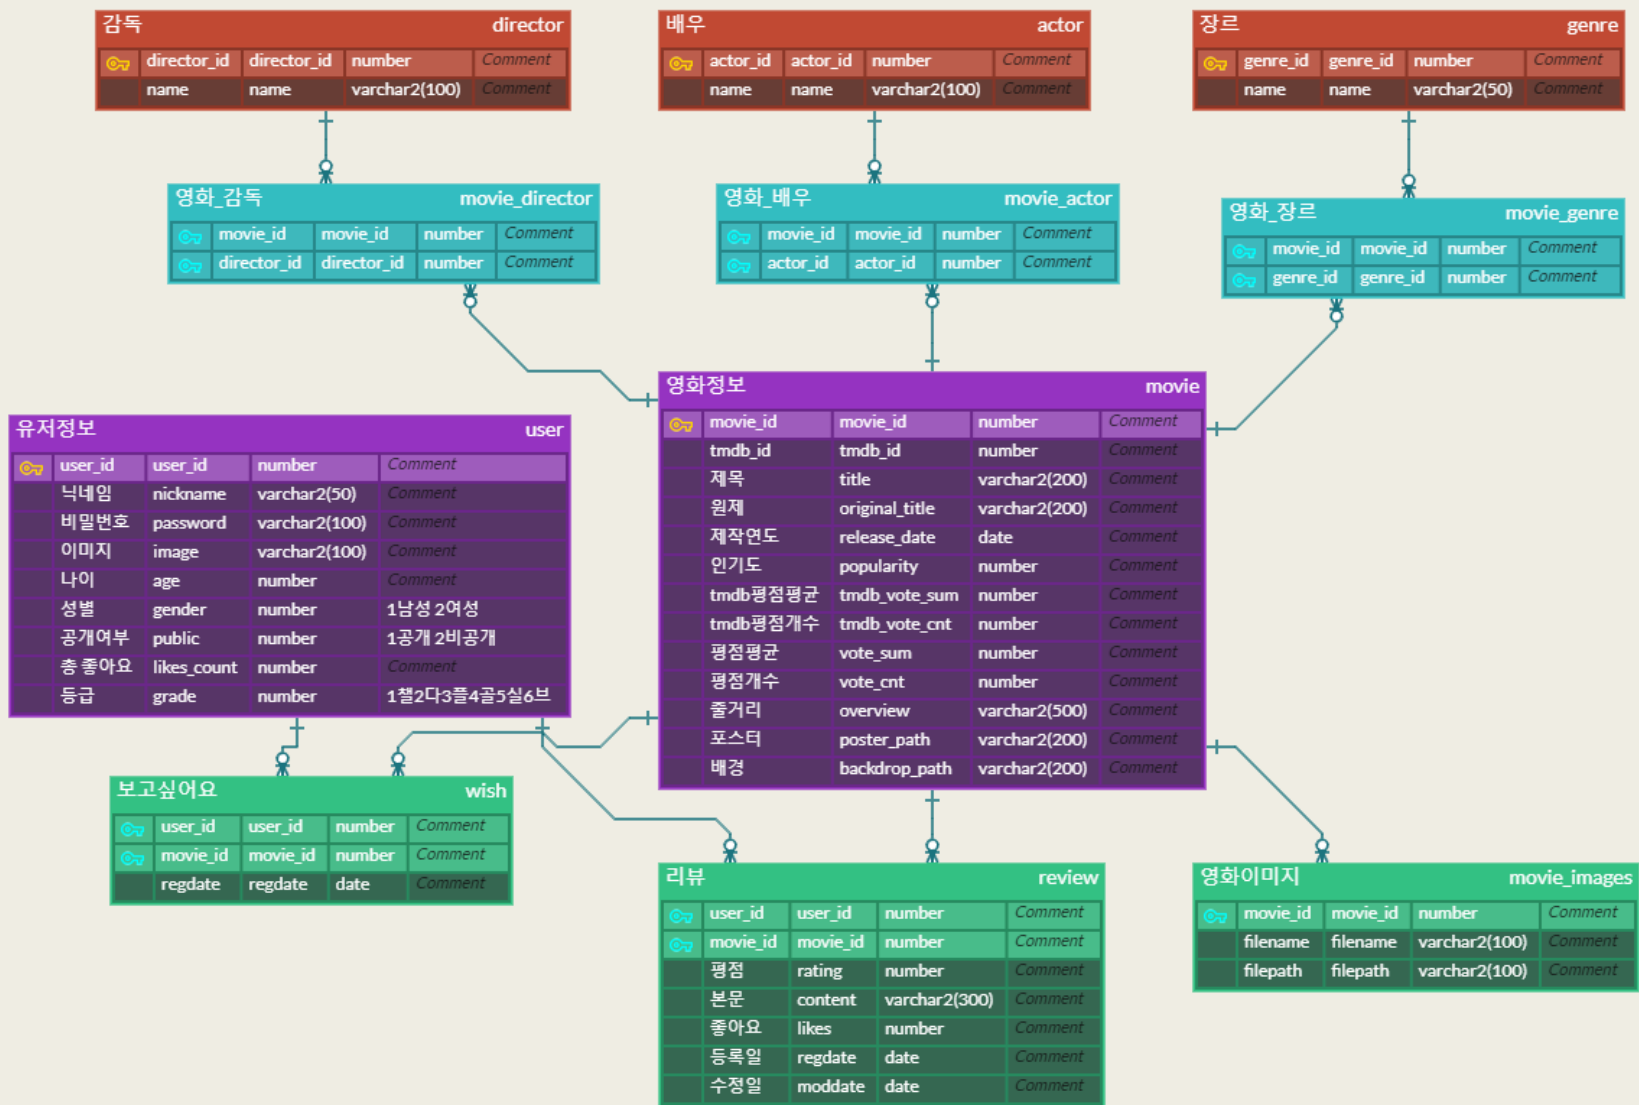 감독 director
director_id director_id number Comment
name name varchar2(100) Comment
배우 actor
actor_id actor_id number Comment
name name varchar2(100) Comment
장르 genre
genre_id genre_id number Comment
name name varchar2(50) Comment
영화_감독 movie_director
movie_id movie_id number Comment
director_id director_id number Comment
영화_배우 movie_actor
movie_id movie_id number Comment
actor_id actor_id number Comment
영화_장르 movie_genre
movie_id movie_id number Comment
genre_id genre_id number Comment
유저정보 user
user_id user_id number Comment
닉네임 nickname varchar2(50) Comment
비밀번호 password varchar2(100) Comment
이미지 image varchar2(100) Comment
나이 age number Comment
성별 gender number 1남성 2여성
공개여부 public number 1공개 2비공개
총 좋아요 likes_count number Comment
등급 grade number 1챌2다3플4골5실6브
영화정보 movie
movie_id movie_id number Comment
tmdb_id tmdb_id number Comment
제목 title varchar2(200) Comment
원제 original_title varchar2(200) Comment
제작연도 release_date date Comment
인기도 popularity number Comment
tmdb평점평균 tmdb_vote_sum number Comment
tmdb평점개수 tmdb_vote_cnt number Comment
평점평균 vote_sum number Comment
평점개수 vote_cnt number Comment
줄거리 overview varchar2(500) Comment
포스터 poster_path varchar2(200) Comment
배경 backdrop_path varchar2(200) Comment
보고싶어요 wish
user_id user_id number Comment
movie_id movie_id number Comment
regdate regdate date Comment
리뷰 review
user_id user_id number Comment
movie_id movie_id number Comment
평점 rating number Comment
본문 content varchar2(300) Comment
좋아요 likes number Comment
등록일 regdate date Comment
수정일 moddate date Comment
영화이미지 movie_images
movie_id movie_id number Comment
filename filename varchar2(100) Comment
filepath filepath varchar2(100) Comment